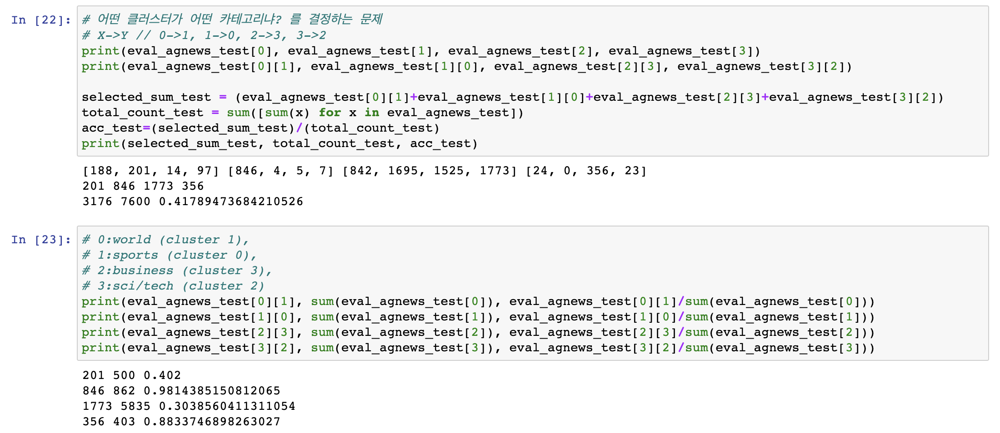 In [22]:
# 어떤 클러스터가 어떤 카테고리냐? 를 결정하는 문제
# X->Y // 0->1, 1->0, 2->3, 3->2
print(eval_agnews_test[0], eval_agnews_test[1], eval_agnews_test[2], eval_agnews_test[3])
print(eval_agnews_test[0][1], eval_agnews_test[1][0], eval_agnews_test[2][3], eval_agnews_test[3][2])
selected_sum_test = (eval_agnews_test[0][1]+eval_agnews_test[1][0]+eval_agnews_test[2][3]+eval_agnews_test[3][2])
total_count_test = sum([sum(x) for x in eval_agnews_test])
acc_test=(selected_sum_test)/(total_count_test)
print(selected_sum_test, total_count_test, acc_test)
[188, 201, 14, 97] [846, 4, 5, 7] [842, 1695, 1525, 1773] [24, 0, 356, 23]
201 846 1773 356
3176 7600 0.41789473684210526
In [23]:
# 0:world (cluster 1),
# 1:sports (cluster 0),
# 2:business (cluster 3),
# 3:sci/tech (cluster 2)
print(eval_agnews_test[0][1], sum(eval_agnews_test[0]), eval_agnews_test[0][1]/sum(eval_agnews_test[0]))
print(eval_agnews_test[1][0], sum(eval_agnews_test[1]), eval_agnews_test[1][0]/sum(eval_agnews_test[1]))
print(eval_agnews_test[2][3], sum(eval_agnews_test[2]), eval_agnews_test[2][3]/sum(eval_agnews_test[2]))
print(eval_agnews_test[3][2], sum(eval_agnews_test[3]), eval_agnews_test[3][2]/sum(eval_agnews_test[3]))
201 500 0.402
846 862 0.9814385150812065
1773 5835 0.3038560411311054
356 403 0.8833746898263027